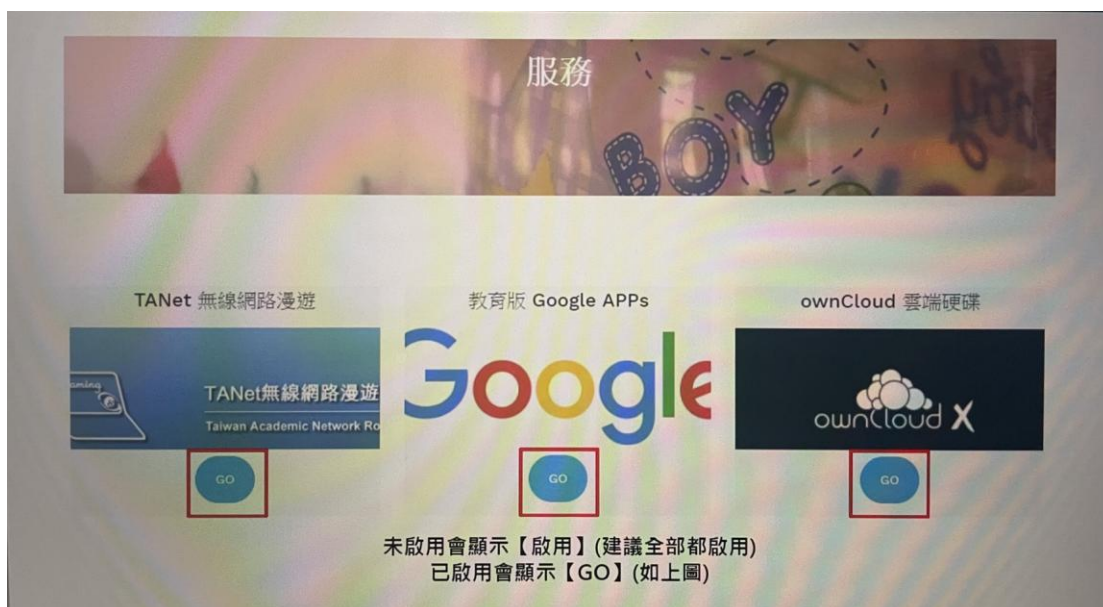 服務
BOY
TANet 無線網路漫遊
教育版 Google APPs
ownCloud 雲端硬碟
TANet無線網路漫遊
Taiwan Academic Network Ro
Google
ownCloud X
GO
GO
GO
未啟用會顯示【啟用】(建議全部都啟用)
已啟用會顯示【GO】(如上圖)